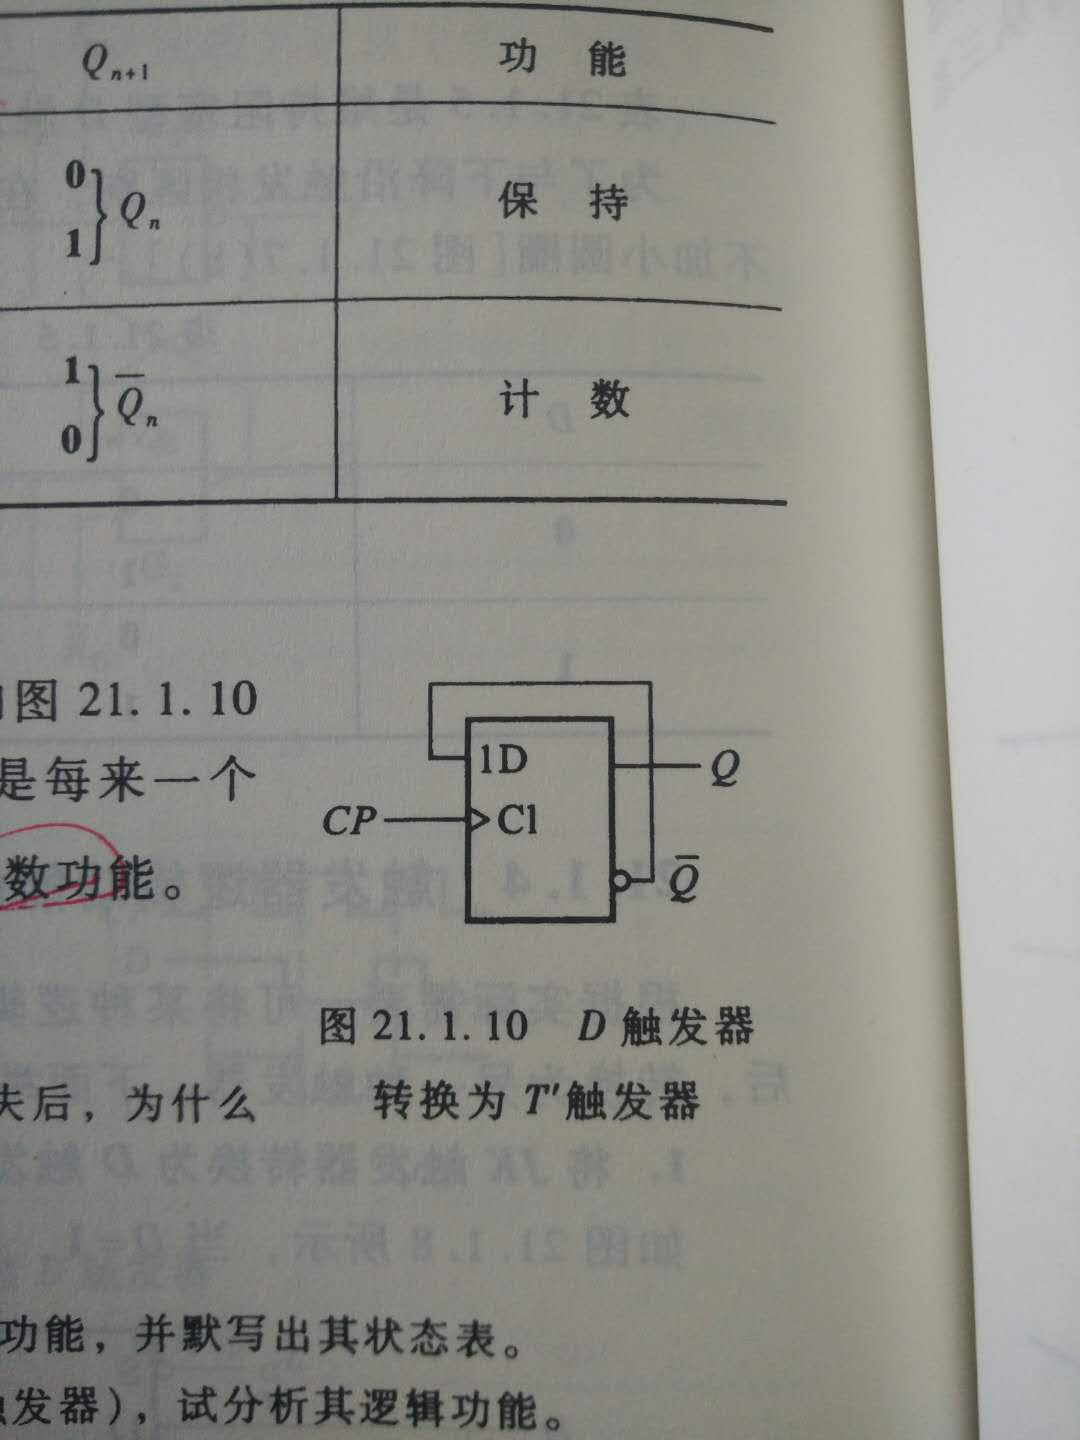 Qn+1 功 能
0
1 } Qn 保 持
1
0 } Q̅n 计 数
图 21.1.10
是每来一个
数功能。
1D
Q
CP
C1
Q̅
图 21.1.10 D 触发器
转换为 T′触发器
后，为什么
功能，并默写出其状态表。
发器)，试分析其逻辑功能。